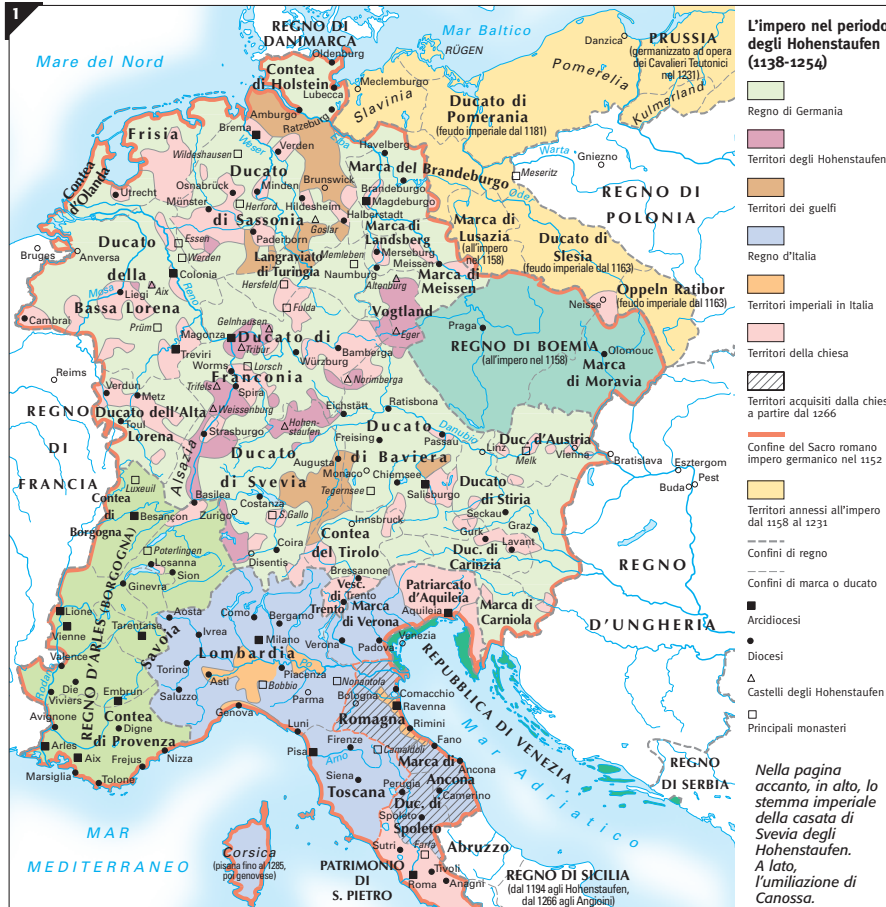 1
L'impero nel periodo
degli Hohenstaufen
(1138-1254)
Regno di Germania
Territori degli Hohenstaufen
Territori dei guelfi
Regno d'Italia
Territori imperiali in Italia
Territori della chiesa
Territori acquisiti dalla chies
a partire dal 1266
Confine del Sacro romano
impero germanico nel 1152
Territori annessi all'impero
dal 1158 al 1231
Confini di regno
Confini di marca o ducato
Arcidiocesi
Diocesi
Castelli degli Hohenstaufen
Principali monasteri
Nella pagina
accanto, in alto, lo
stemma imperiale
della casata di
Svevia degli
Hohenstaufen.
A lato,
l'umiliazione di
Canossa.
Mare del Nord
REGNO DI
DANIMARCA
Mar Baltico
RÜGEN
Oldenburg
Contea
di Holstein
Lubecca
Meclemburgo
Slavinia
Danzica
PRUSSIA
(germanizzato ad opera
dei Cavalieri Teutonici
nel 1231)
Pomerelia
Kulmerland
Ducato di
Pomerania
(feudo imperiale dal 1181)
Amburgo
Ratzeburg
Frisia
Brema
Weser
Elba
Verden
Havelberg
Wildeshausen
Contea
d'Olanda
Utrecht
Osnabrück
Ducato
di Sassonia
Minden
Brunswick
Marca del Brandeburgo
Brandeburgo
Magdeburgo
Oder
Warta
Meseritz
Gniezno
REGNO DI
POLONIA
Münster
Herford
Hildesheim
Halberstadt
Goslar
Paderborn
Marca di
Landsberg
Marca di
Lusazia
(all'impero
nel 1158)
Ducato di
Slesia
(feudo imperiale dal 1163)
Bruges
Anversa
Ducato
della
Bassa Lorena
Essen
Werden
Colonia
Langraviato
di Turingia
Memleben
Merseburg
Naumburg
Meissen
Marca di
Meissen
Oppeln Ratibor
(feudo imperiale dal 1163)
Neisse
Mosa
Liegi
Aix
Reno
Hersfeld
Altenburg
Fulda
Vogtland
Cambrai
Prüm
Gelnhausen
Magonza
Ducato di
Franconia
Tribur
Eger
Praga
REGNO DI BOEMIA
(all'impero nel 1158)
Olomouc
Marca
di Moravia
Treviri
Worms
Lorsch
Würzburg
Bamberga
Reims
Verdun
Metz
Trifels
Spira
Norimberga
REGNO
DI
FRANCIA
Ducato dell'Alta
Lorena
Toul
Weissenburg
Eichstätt
Ratisbona
Hohen-
staufen
Strasburgo
Alsazia
Ducato
di Svevia
Freising
Ducato
di Baviera
Passau
Danubio
Duc. d'Austria
Linz
Melk
Vienna
Bratislava
Esztergom
Pest
Buda
Augusta
Monaco
Chiemsee
Luxeuil
Tegernsee
Salisburgo
Ducato
di Stiria
Contea
di
Borgogna
Besançon
Basilea
Costanza
Zurigo
S.Gallo
Innsbruck
Seckau
Graz
Gurk
Lavant
Duc. di
Carinzia
REGNO
D'UNGHERIA
Poterlingen
Losanna
Sion
Ginevra
Coira
Disentis
Contea
del Tirolo
Bressanone
Vesc.
di
Trento
Trento
Patriarcato
d'Aquileia
Aquileia
Marca di
Carniola
REGNO D'ARLES (BORGOGNA)
Lione
Vienne
Tarentaise
Savoia
Aosta
Como
Bergamo
Ivrea
Milano
Marca
di Verona
Verona
Padova
Venezia
Lombardia
Valence
Rodano
Die
Viviers
Embrun
Torino
Asti
Piacenza
Po
Bobbio
Nonantola
Parma
Bologna
Comacchio
Ravenna
REPUBBLICA DI VENEZIA
Saluzzo
Genova
Romagna
Rimini
Avignone
Contea
di Provenza
Digne
Arles
Aix
Frejus
Nizza
Marsiglia
Tolone
Luni
Pisa
Firenze
Arno
Camaldoli
Fano
Marca di
Ancona
Ancona
Mar Adriatico
REGNO
DI SERBIA
Siena
Toscana
Perugia
Camerino
Duc. di
Spoleto
Spoleto
MAR
MEDITERRANEO
Corsica
(pisana fino al 1285,
poi genovese)
Sutri
Farfa
Abruzzo
PATRIMONIO
DI
S. PIETRO
Tivoli
Roma
Anagni
REGNO DI SICILIA
(dal 1194 agli Hohenstaufen,
dal 1266 agli Angioini)